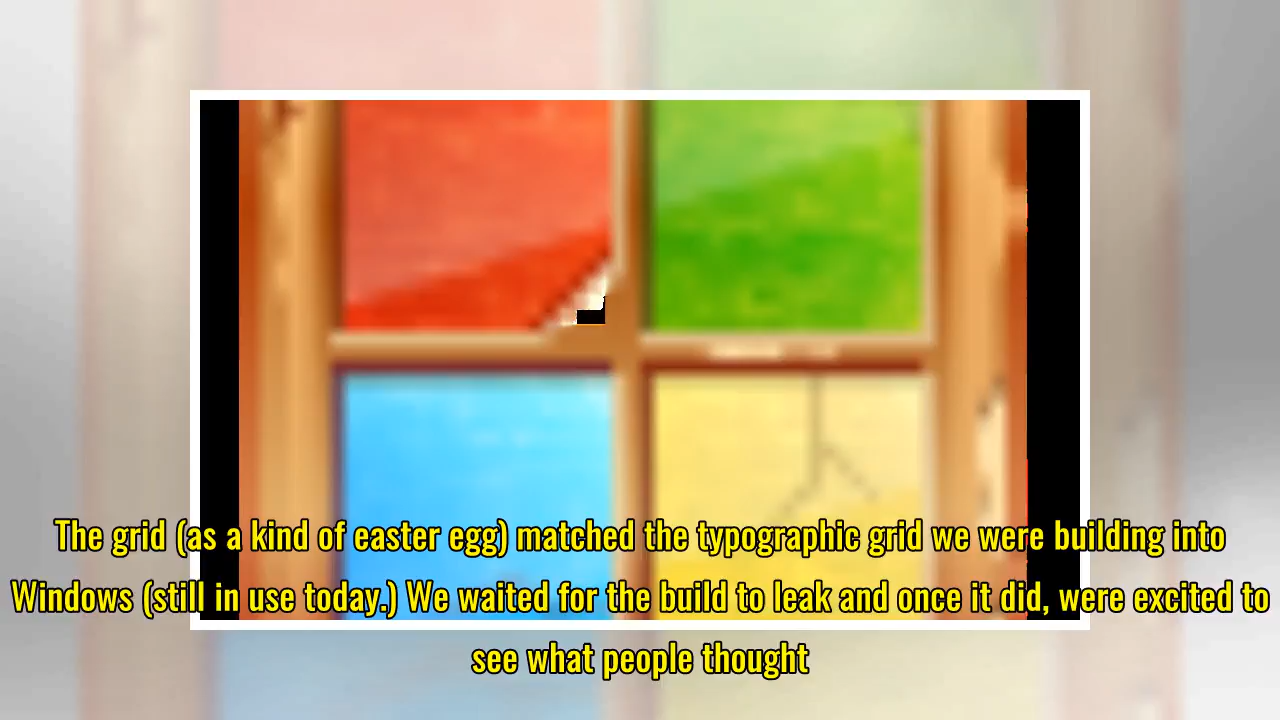 The grid (as a kind of easter egg) matched the typographic grid we were building into
Windows (still in use today.) We waited for the build to leak and once it did, were excited to
see what people thought